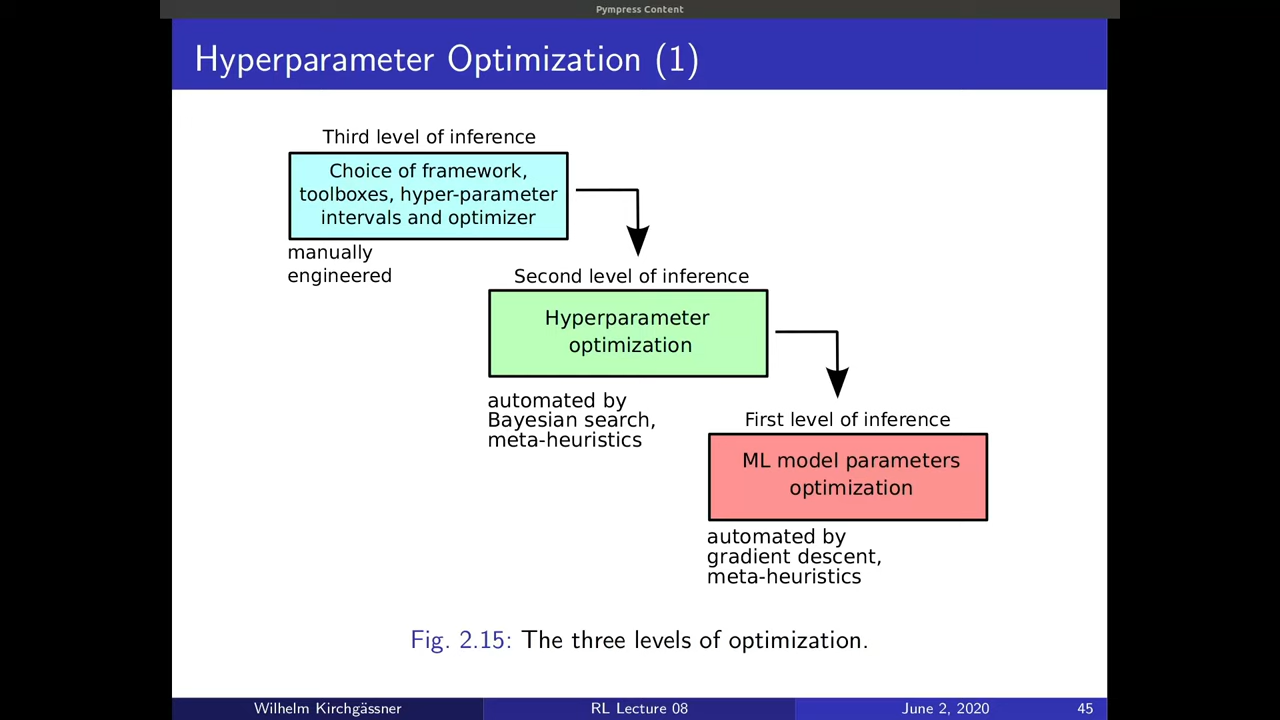 Pympress Content
Hyperparameter Optimization (1)
Third level of inference
Choice of framework,
toolboxes, hyper-parameter
intervals and optimizer
manually
engineered
Second level of inference
Hyperparameter
optimization
automated by
Bayesian search,
meta-heuristics
First level of inference
ML model parameters
optimization
automated by
gradient descent,
meta-heuristics
Fig. 2.15: The three levels of optimization.
Wilhelm Kirchgässner RL Lecture 08 June 2, 2020 45